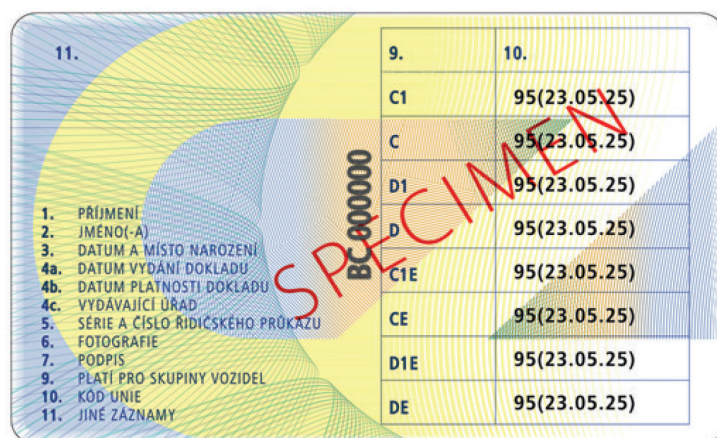 11.
9. 10.
C1 95(23.05.25)
C 95(23.05.25)
D1 95(23.05.25)
D 95(23.05.25)
C1E 95(23.05.25)
CE 95(23.05.25)
D1E 95(23.05.25)
DE 95(23.05.25)
BC 000000
SPECIMEN
1. PŘÍJMENÍ
2. JMÉNO(-A)
3. DATUM A MÍSTO NAROZENÍ
4a. DATUM VYDÁNÍ DOKLADU
4b. DATUM PLATNOSTI DOKLADU
4c. VYDÁVAJÍCÍ ÚŘAD
5. SÉRIE A ČÍSLO ŘIDIČSKÉHO PRŮKAZU
6. FOTOGRAFIE
7. PODPIS
9. PLATÍ PRO SKUPINY VOZIDEL
10. KÓD UNIE
11. JINÉ ZÁZNAMY